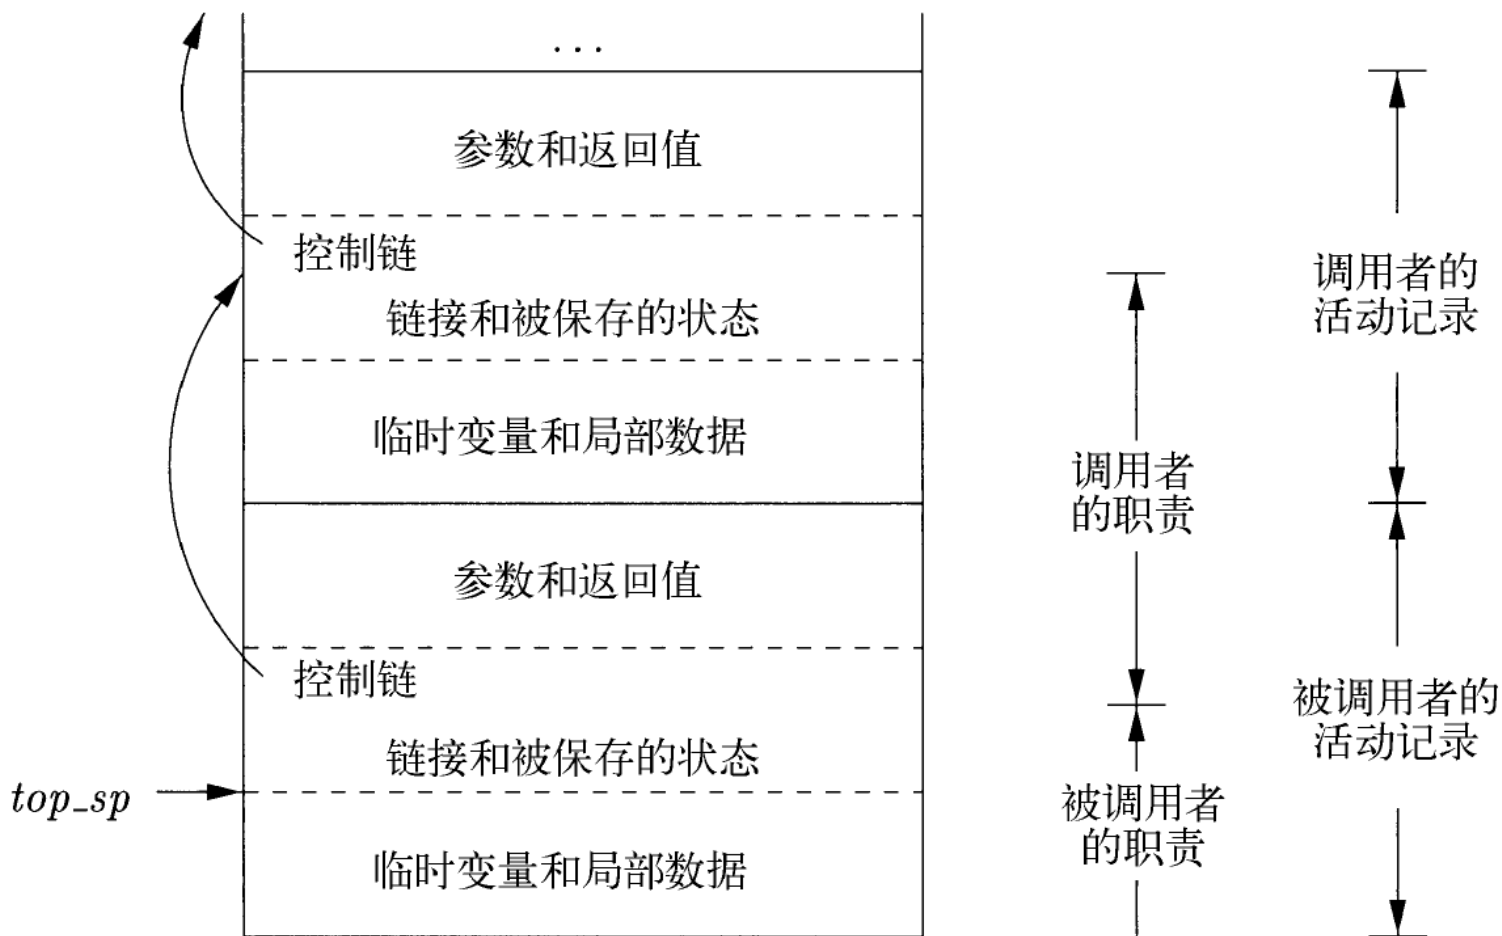 ...
参数和返回值
控制链
链接和被保存的状态
临时变量和局部数据
参数和返回值
控制链
链接和被保存的状态
top_sp
临时变量和局部数据
调用者
的职责
被调用者
的职责
调用者的
活动记录
被调用者的
活动记录